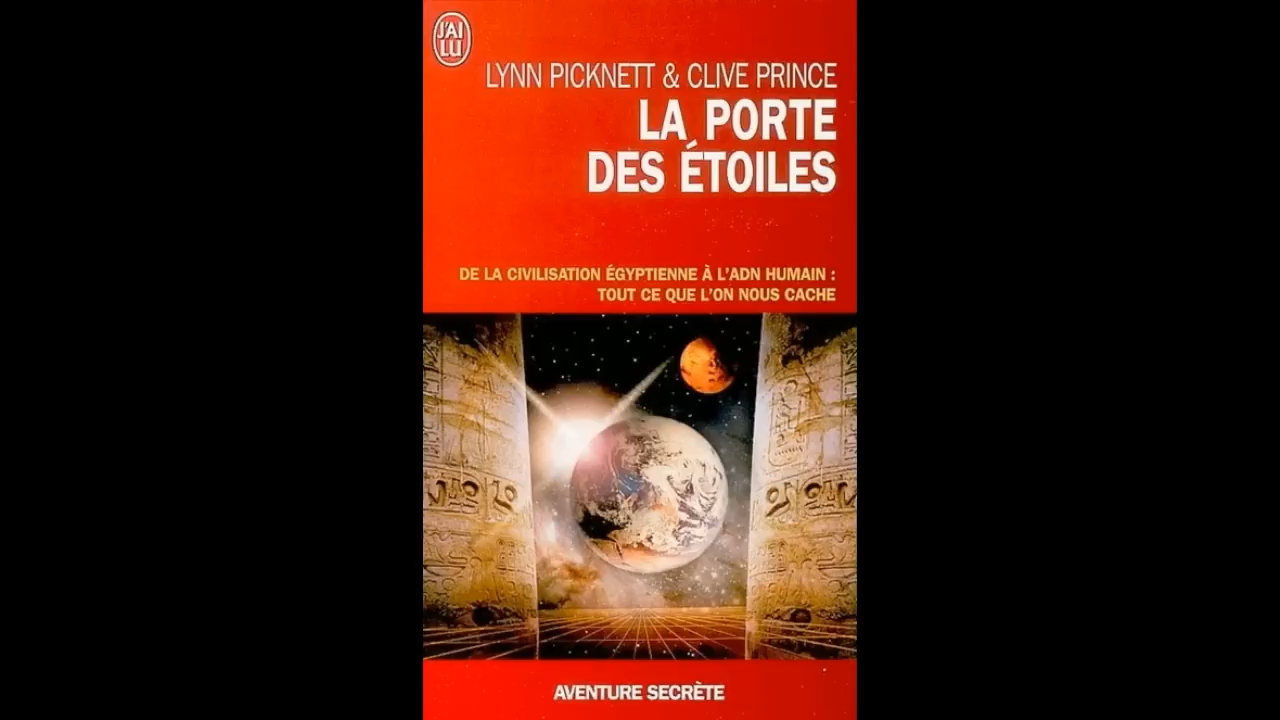 J'AI
LU
LYNN PICKNETT & CLIVE PRINCE
LA PORTE
DES ÉTOILES
DE LA CIVILISATION ÉGYPTIENNE À L'ADN HUMAIN :
TOUT CE QUE L'ON NOUS CACHE
AVENTURE SECRÈTE